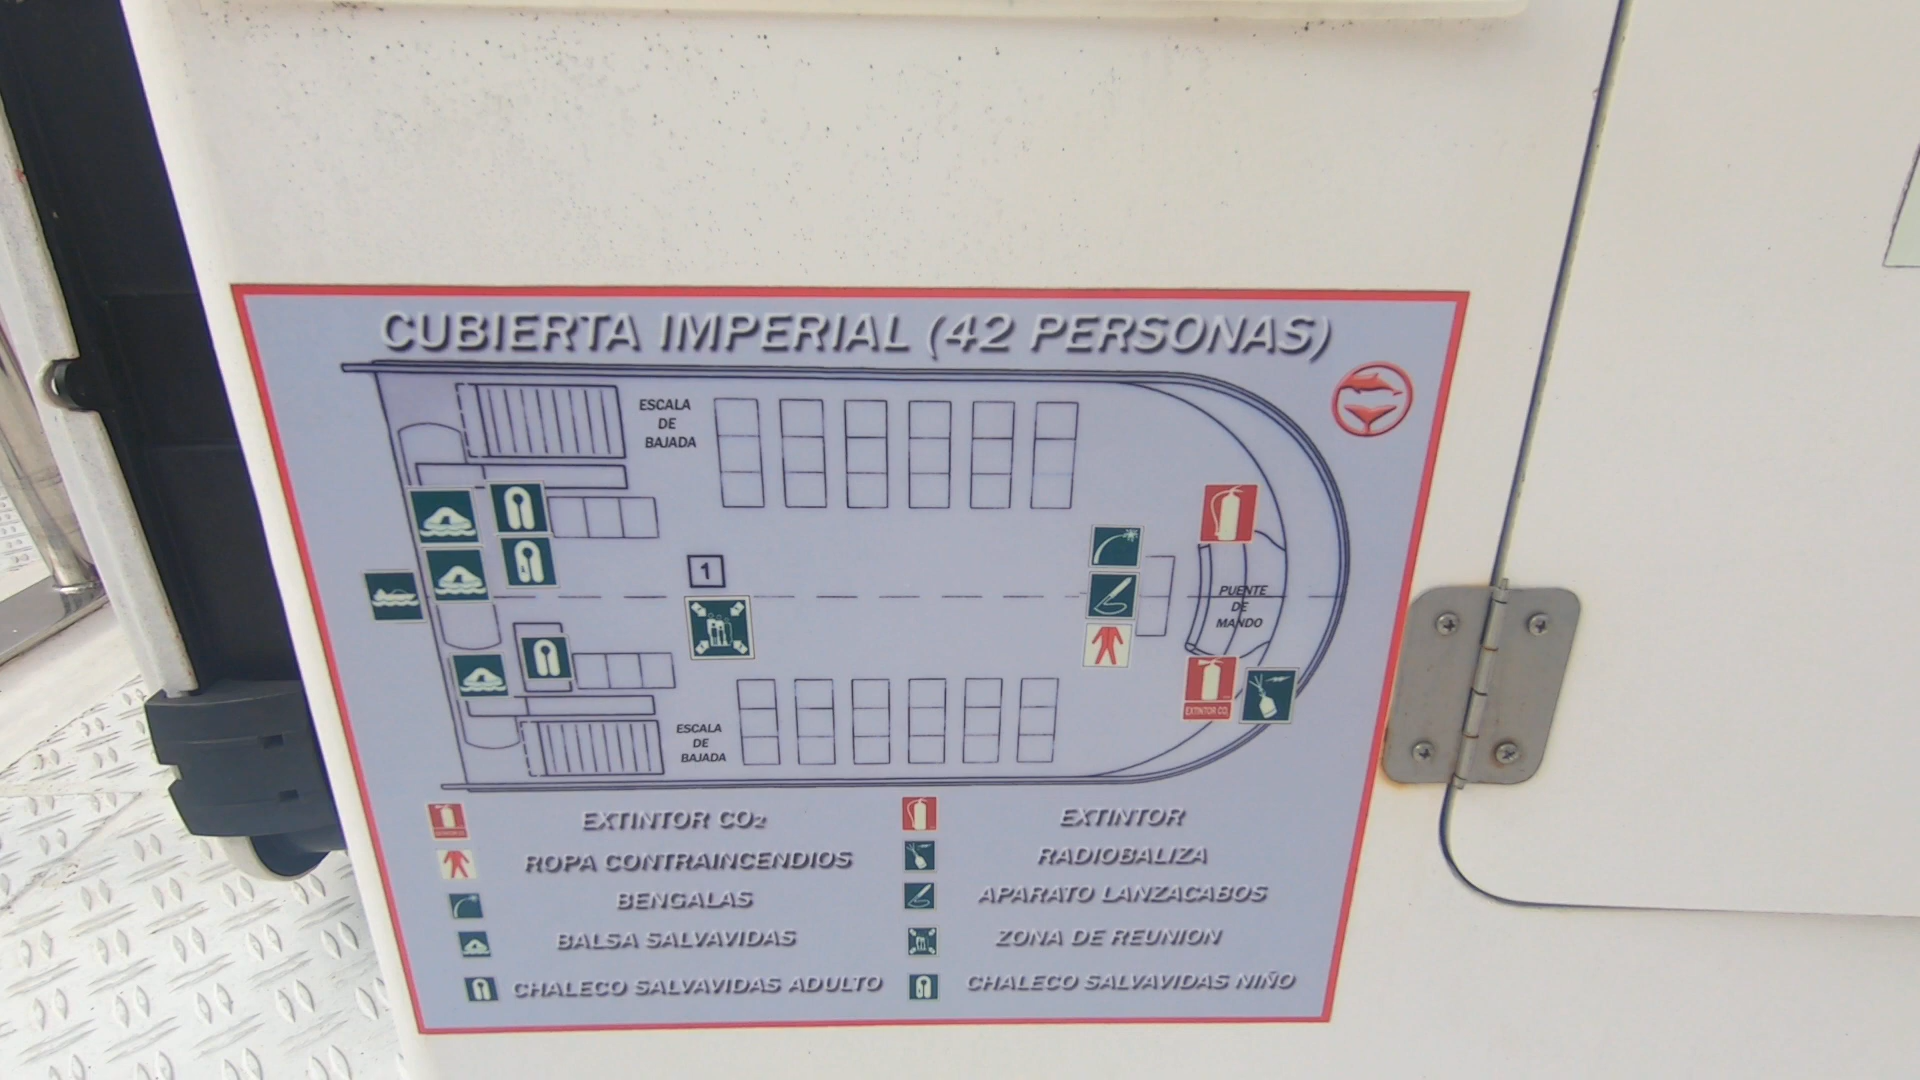 CUBIERTA IMPERIAL (42 PERSONAS)
ESCALA
DE
BAJADA
1
PUENTE
DE
MANDO
EXTINTOR CO₂
ESCALA
DE
BAJADA
EXTINTOR CO₂
EXTINTOR
ROPA CONTRAINCENDIOS
RADIOBALIZA
BENGALAS
APARATO LANZACABOS
BALSA SALVAVIDAS
ZONA DE REUNION
CHALECO SALVAVIDAS ADULTO
CHALECO SALVAVIDAS NIÑO